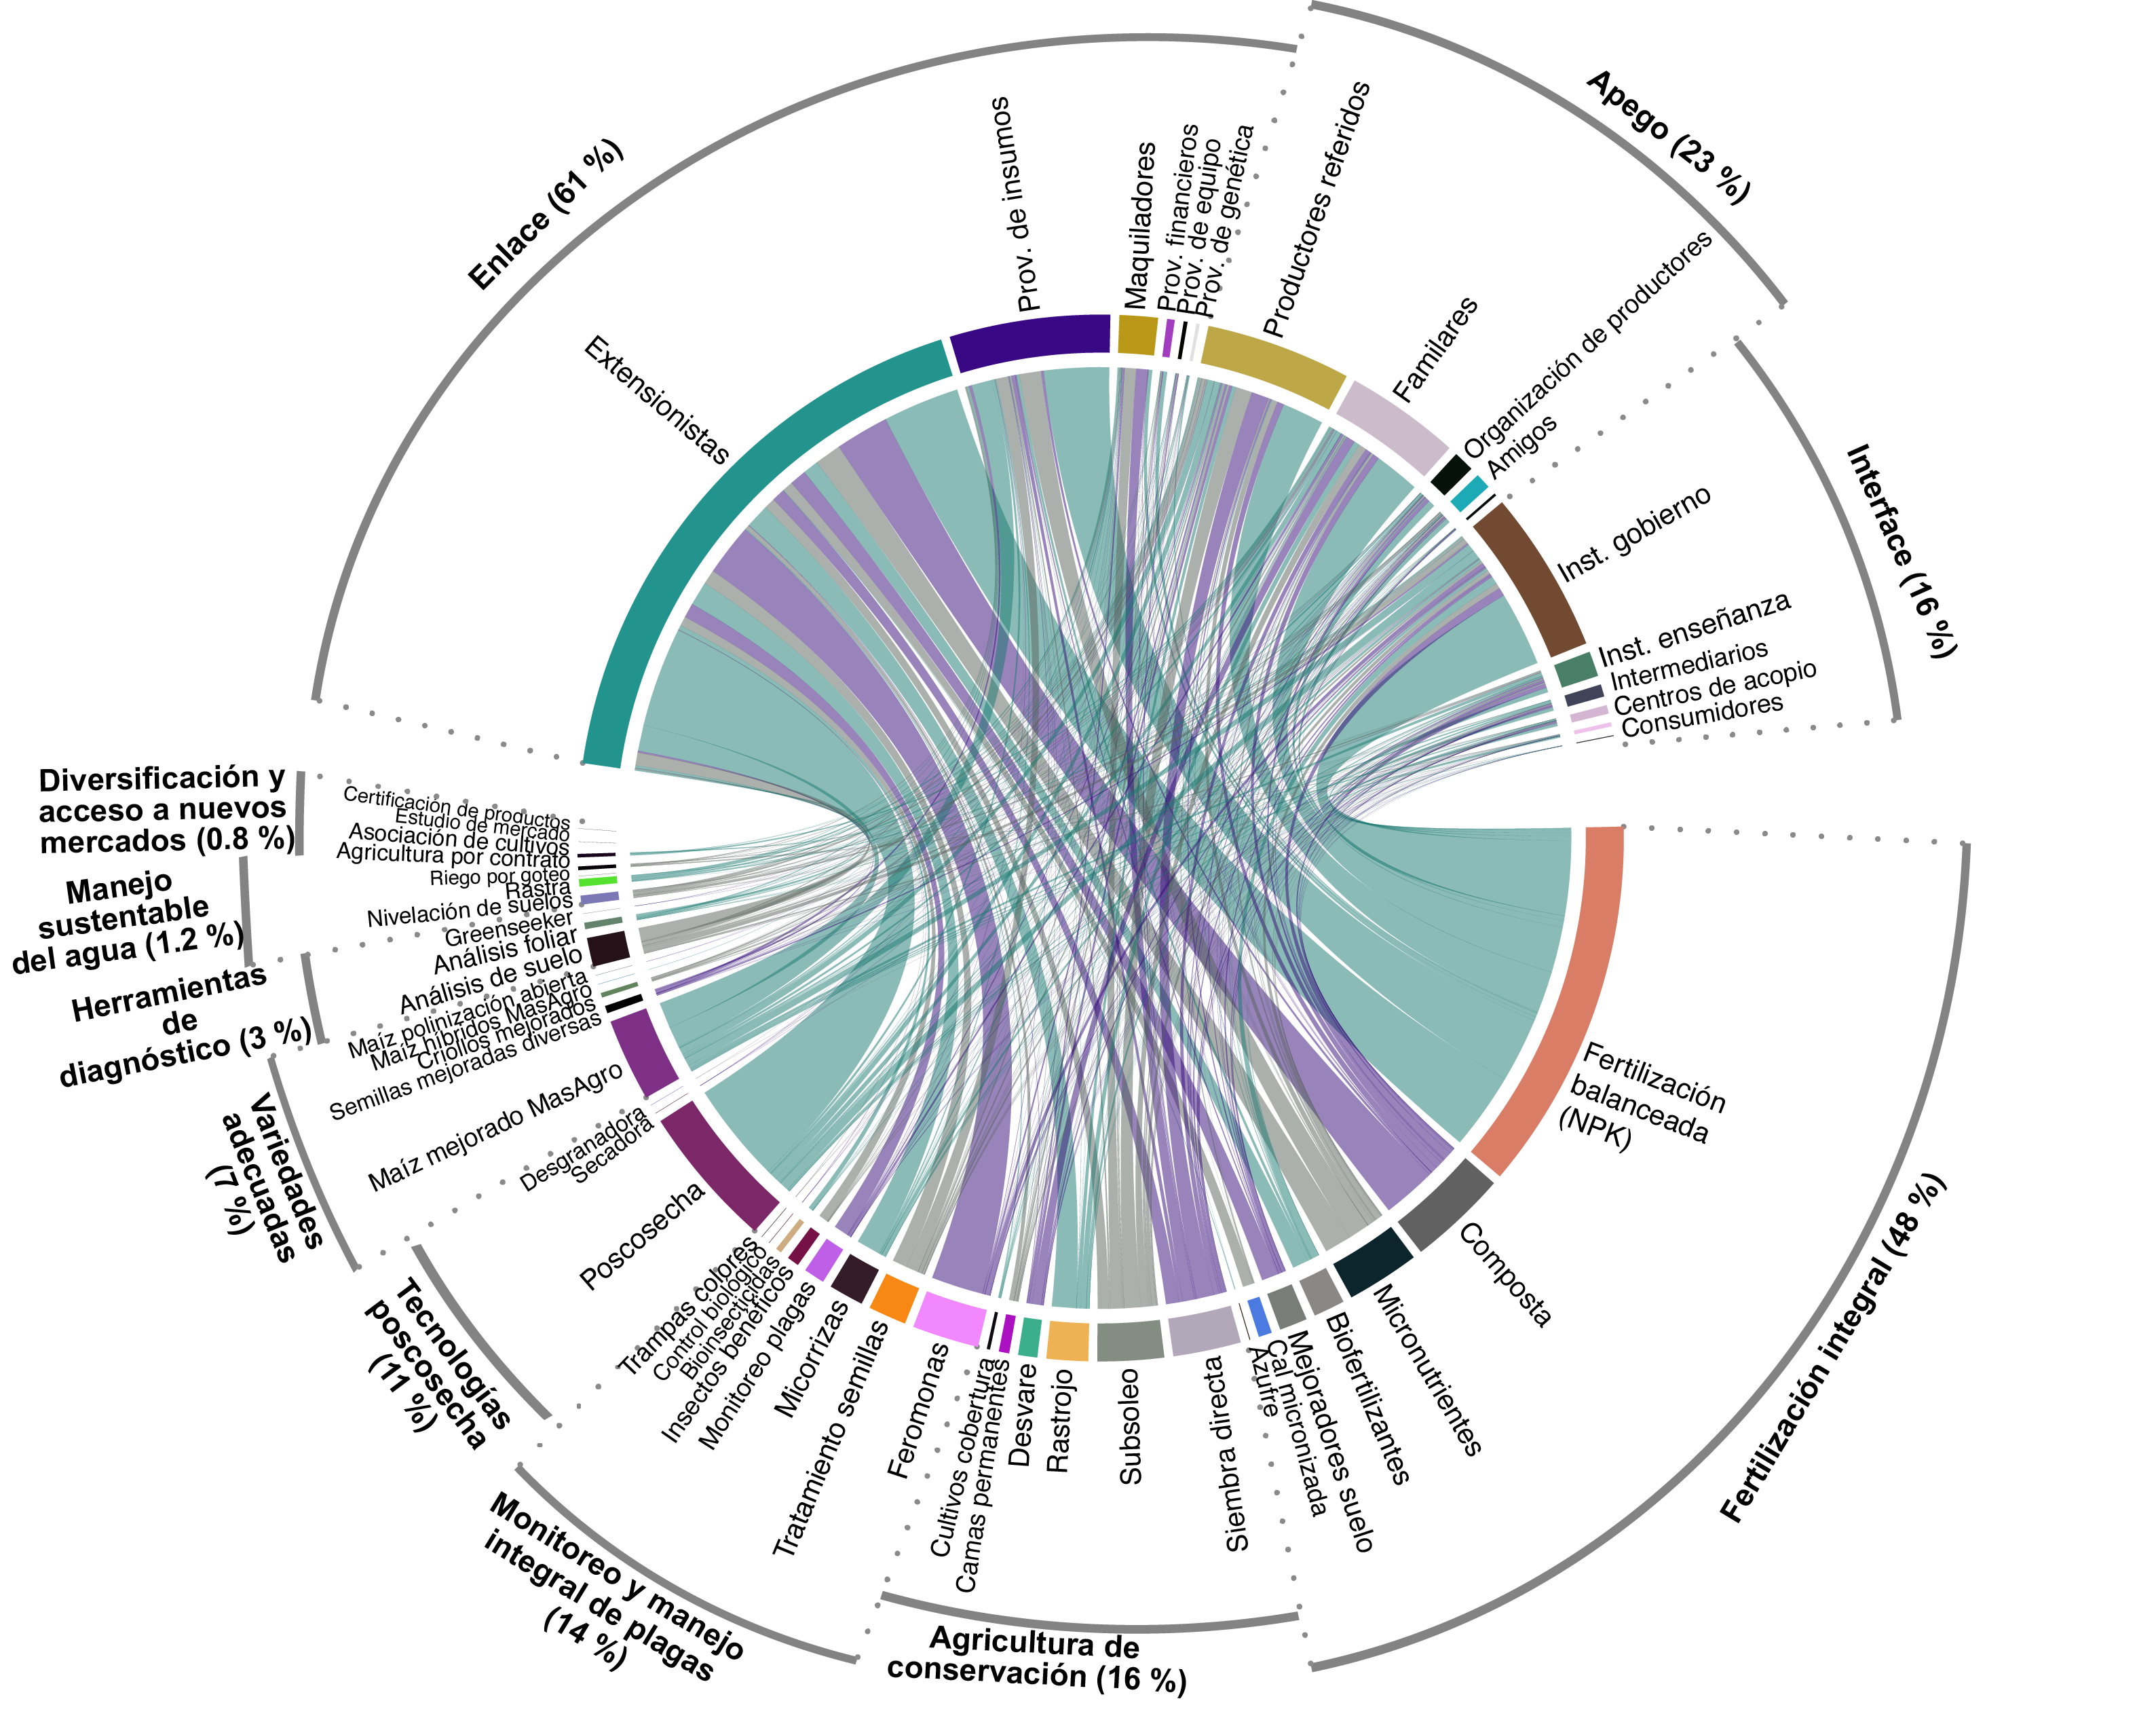 Enlace (61 %)
Apego (23 %)
Interface (16 %)
Extensionistas
Prov. de insumos
Maquiladores
Prov. financieros
Prov. de equipo
Prov. de genética
Productores referidos
Familares
Organización de productores
Amigos
Inst. gobierno
Inst. enseñanza
Intermediarios
Centros de acopio
Consumidores
Fertilización integral (48 %)
Fertilización
balanceada
(NPK)
Composta
Micronutrientes
Biofertilizantes
Mejoradores suelo
Cal micronizada
Azufre
Agricultura de
conservación (16 %)
Siembra directa
Subsoleo
Rastrojo
Desvare
Camas permanentes
Cultivos cobertura
Monitoreo y manejo
integral de plagas
(14 %)
Feromonas
Tratamiento semillas
Micorrizas
Monitoreo plagas
Insectos benéficos
Bioinsecticidas
Control biológico
Trampas colores
Tecnologías
poscosecha
(11 %)
Poscosecha
Secadora
Desgranadora
Variedades
adecuadas
(7 %)
Maíz mejorado MasAgro
Semillas mejoradas diversas
Criollos mejorados
Maíz híbridos MasAgro
Maíz polinización abierta
Herramientas
de
diagnóstico (3 %)
Análisis de suelo
Análisis foliar
Greenseeker
Manejo
sustentable
del agua (1.2 %)
Nivelación de suelos
Rastra
Riego por goteo
Diversificación y
acceso a nuevos
mercados (0.8 %)
Agricultura por contrato
Asociación de cultivos
Estudio de mercado
Certificación de productos